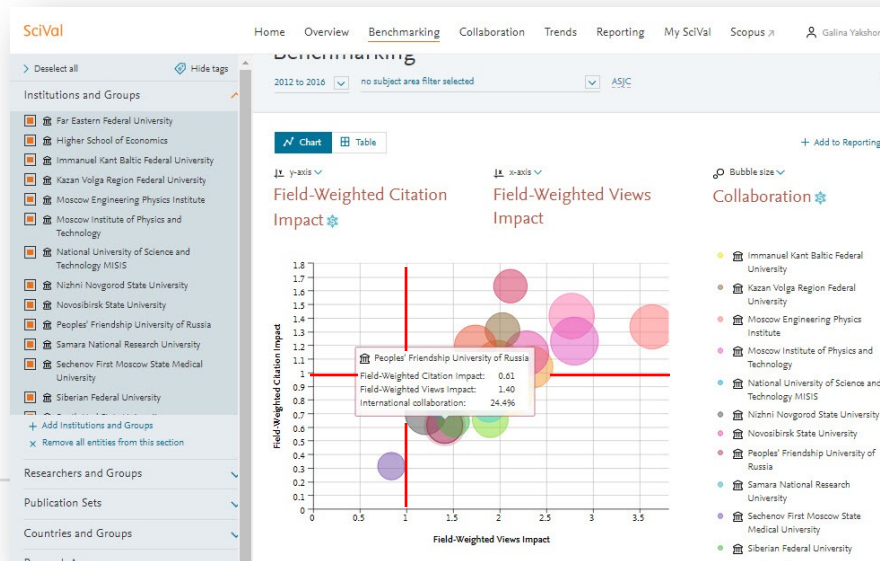 SciVal
Home Overview Benchmarking Collaboration Trends Reporting My SciVal Scopus Galina Yakshon
Deselect all Hide tags
Institutions and Groups
Far Eastern Federal University
Higher School of Economics
Immanuel Kant Baltic Federal University
Kazan Volga Region Federal University
Moscow Engineering Physics Institute
Moscow Institute of Physics and
Technology
National University of Science and
Technology MISIS
Nizhni Novgorod State University
Novosibirsk State University
Peoples' Friendship University of Russia
Samara National Research University
Sechenov First Moscow State Medical
University
Siberian Federal University
+ Add Institutions and Groups
x Remove all entities from this section
Researchers and Groups
Publication Sets
Countries and Groups
Benchmarking
2012 to 2016 no subject area filter selected ASJC
Chart Table
+ Add to Reporting
y-axis x-axis Bubble size
Field-Weighted Citation
Impact
Field-Weighted Views
Impact
Collaboration
Field-Weighted Citation Impact
1.8
1.7
1.6
1.5
1.4
1.3
1.2
1.1
1
0.9
0.8
0.7
0.6
0.5
0.4
0.3
0.2
0.1
0
0 0.5 1 1.5 2 2.5 3 3.5
Field-Weighted Views Impact
Peoples' Friendship University of Russia
Field-Weighted Citation Impact: 0.61
Field-Weighted Views Impact: 1.40
International collaboration: 24.4%
Immanuel Kant Baltic Federal
University
Kazan Volga Region Federal
University
Moscow Engineering Physics
Institute
Moscow Institute of Physics and
Technology
National University of Science and
Technology MISIS
Nizhni Novgorod State University
Novosibirsk State University
Peoples' Friendship University of
Russia
Samara National Research
University
Sechenov First Moscow State
Medical University
Siberian Federal University